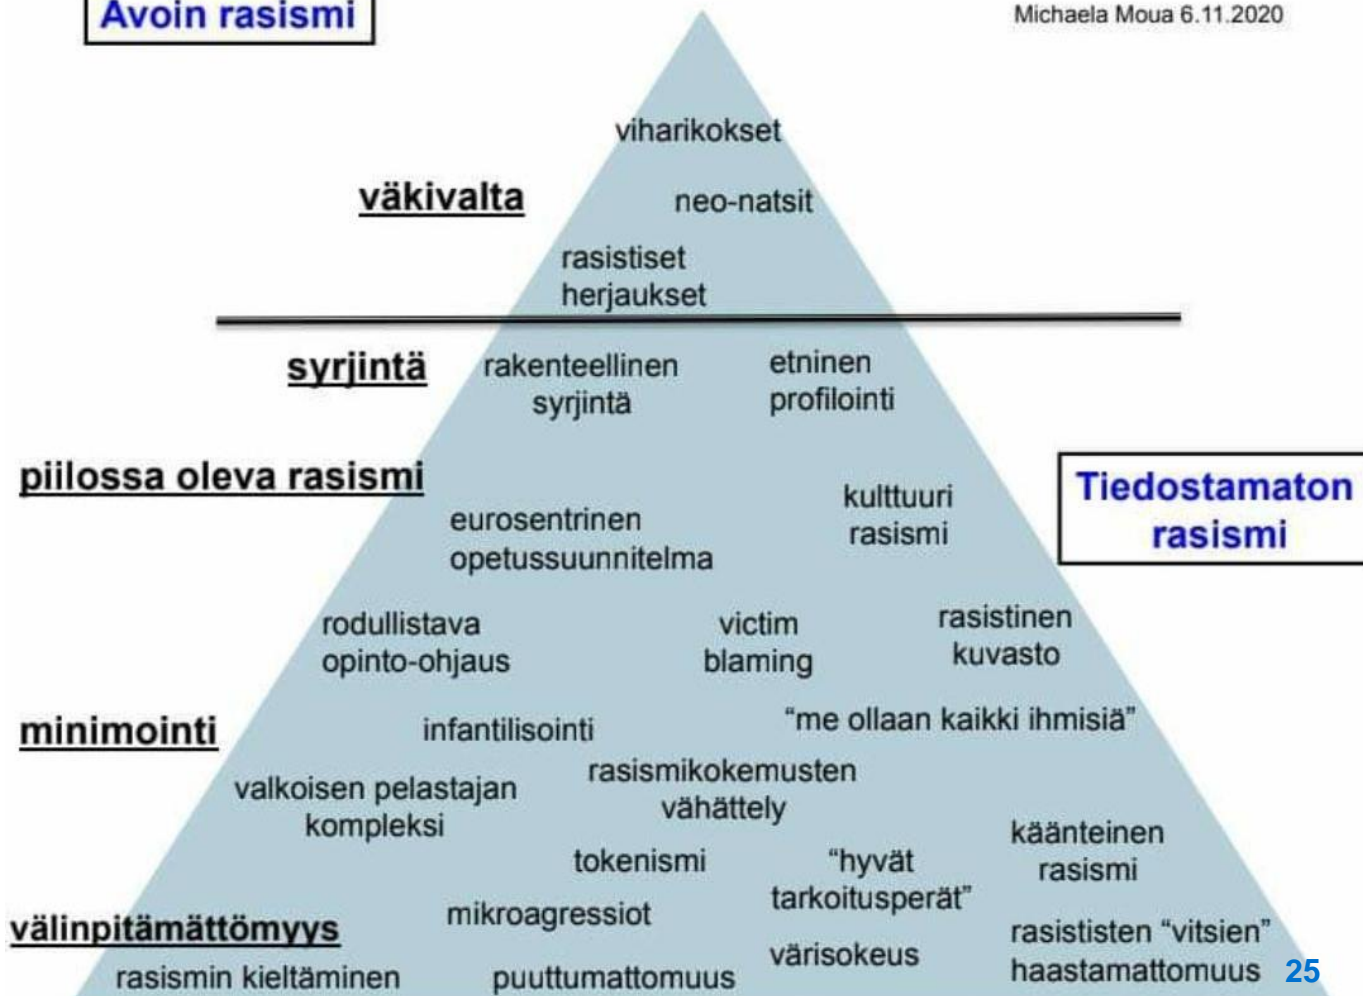 Avoin rasismi
Michaela Moua 6.11.2020
viharikokset
väkivalta
neo-natsit
rasistiset
herjaukset
syrjintä
rakenteellinen
syrjintä
etninen
profilointi
piilossa oleva rasismi
eurosentrinen
opetussuunnitelma
kulttuuri
rasismi
Tiedostamaton
rasismi
rodullistava
opinto-ohjaus
victim
blaming
rasistinen
kuvasto
minimointi
infantilisointi
“me ollaan kaikki ihmisiä”
valkoisen pelastajan
kompleksi
rasismikokemusten
vähättely
tokenismi
“hyvät
tarkoitusperät”
käänteinen
rasismi
välinpitämättömyys
mikroagressiot
värisokeus
rasististen “vitsien”
haastamattomuus
rasismin kieltäminen
puuttumattomuus
25